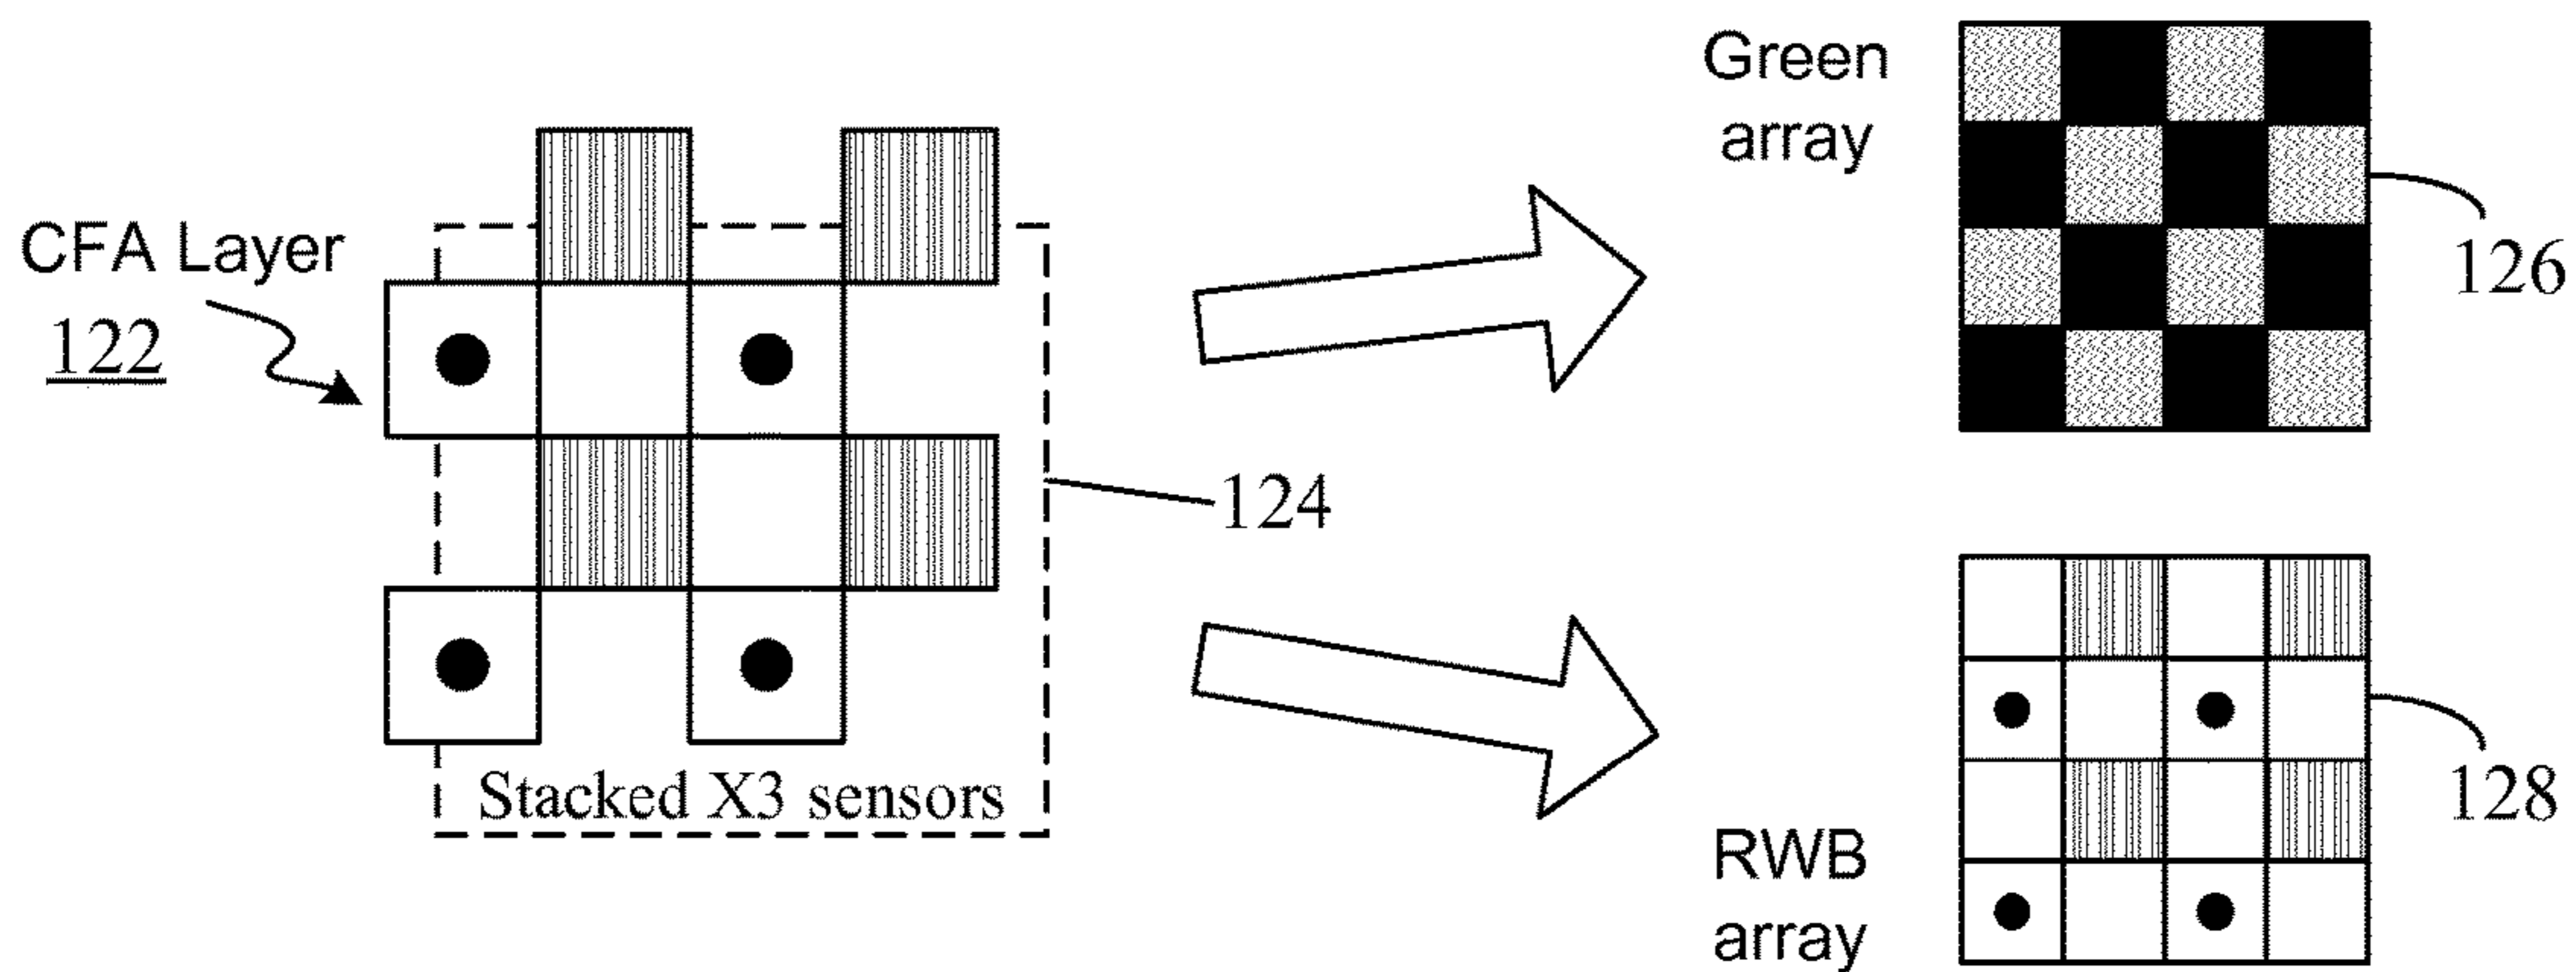 CFA Layer
122
Stacked X3 sensors
124
Green
array
126
RWB
array
128